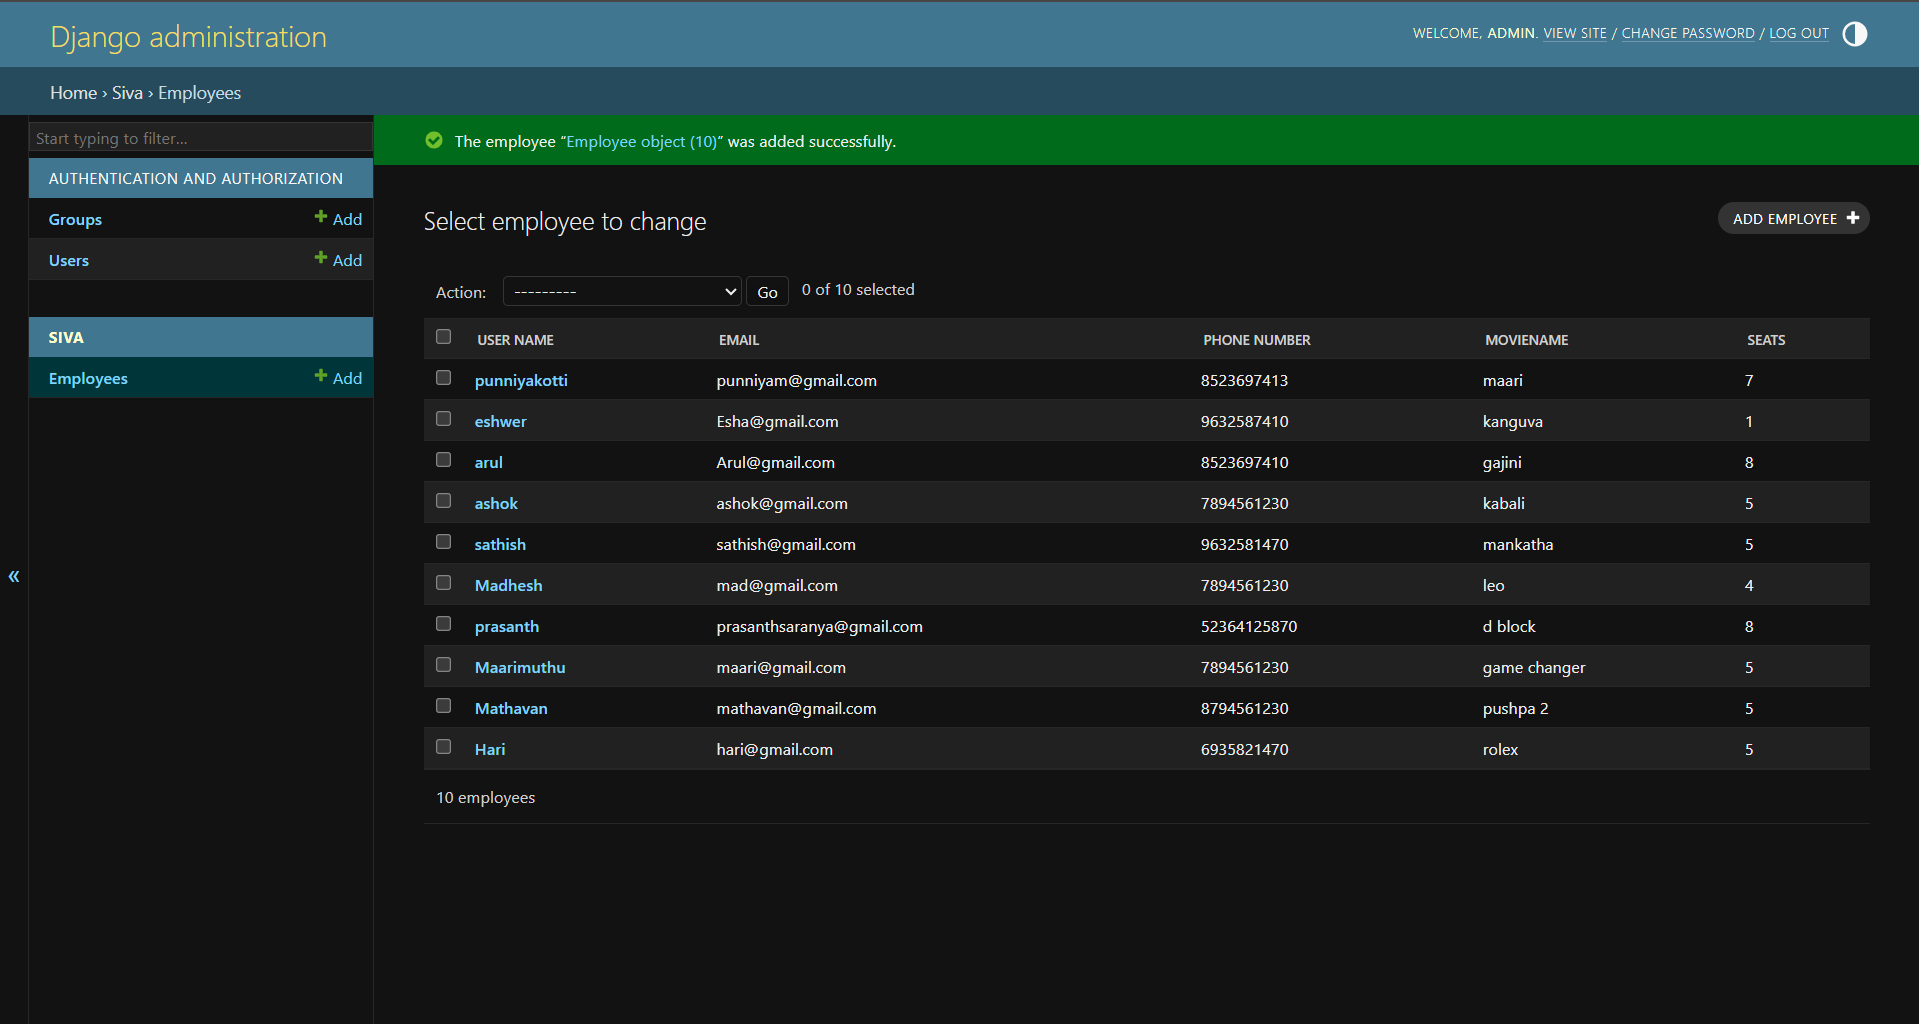 Django administration
WELCOME, ADMIN. VIEW SITE / CHANGE PASSWORD / LOG OUT
Home › Siva › Employees
Start typing to filter...
AUTHENTICATION AND AUTHORIZATION
Groups Add
Users Add
SIVA
Employees Add
«
The employee “Employee object (10)” was added successfully.
Select employee to change
ADD EMPLOYEE
Action: --------- Go 0 of 10 selected
USER NAME EMAIL PHONE NUMBER MOVIENAME SEATS
punniyakotti punniyam@gmail.com 8523697413 maari 7
eshwer Esha@gmail.com 9632587410 kanguva 1
arul Arul@gmail.com 8523697410 gajini 8
ashok ashok@gmail.com 7894561230 kabali 5
sathish sathish@gmail.com 9632581470 mankatha 5
Madhesh mad@gmail.com 7894561230 leo 4
prasanth prasanthsaranya@gmail.com 52364125870 d block 8
Maarimuthu maari@gmail.com 7894561230 game changer 5
Mathavan mathavan@gmail.com 8794561230 pushpa 2 5
Hari hari@gmail.com 6935821470 rolex 5
10 employees